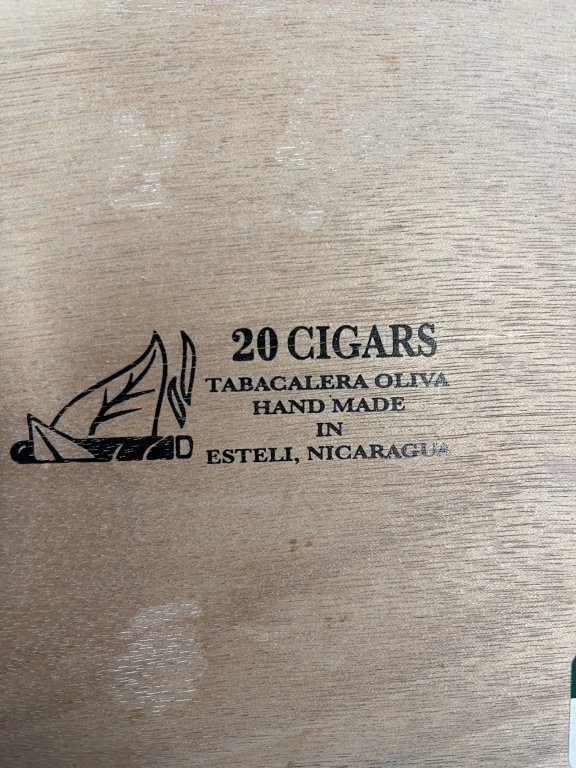 20 CIGARS
TABACALERA OLIVA
HAND MADE
IN
ESTELI, NICARAGUA